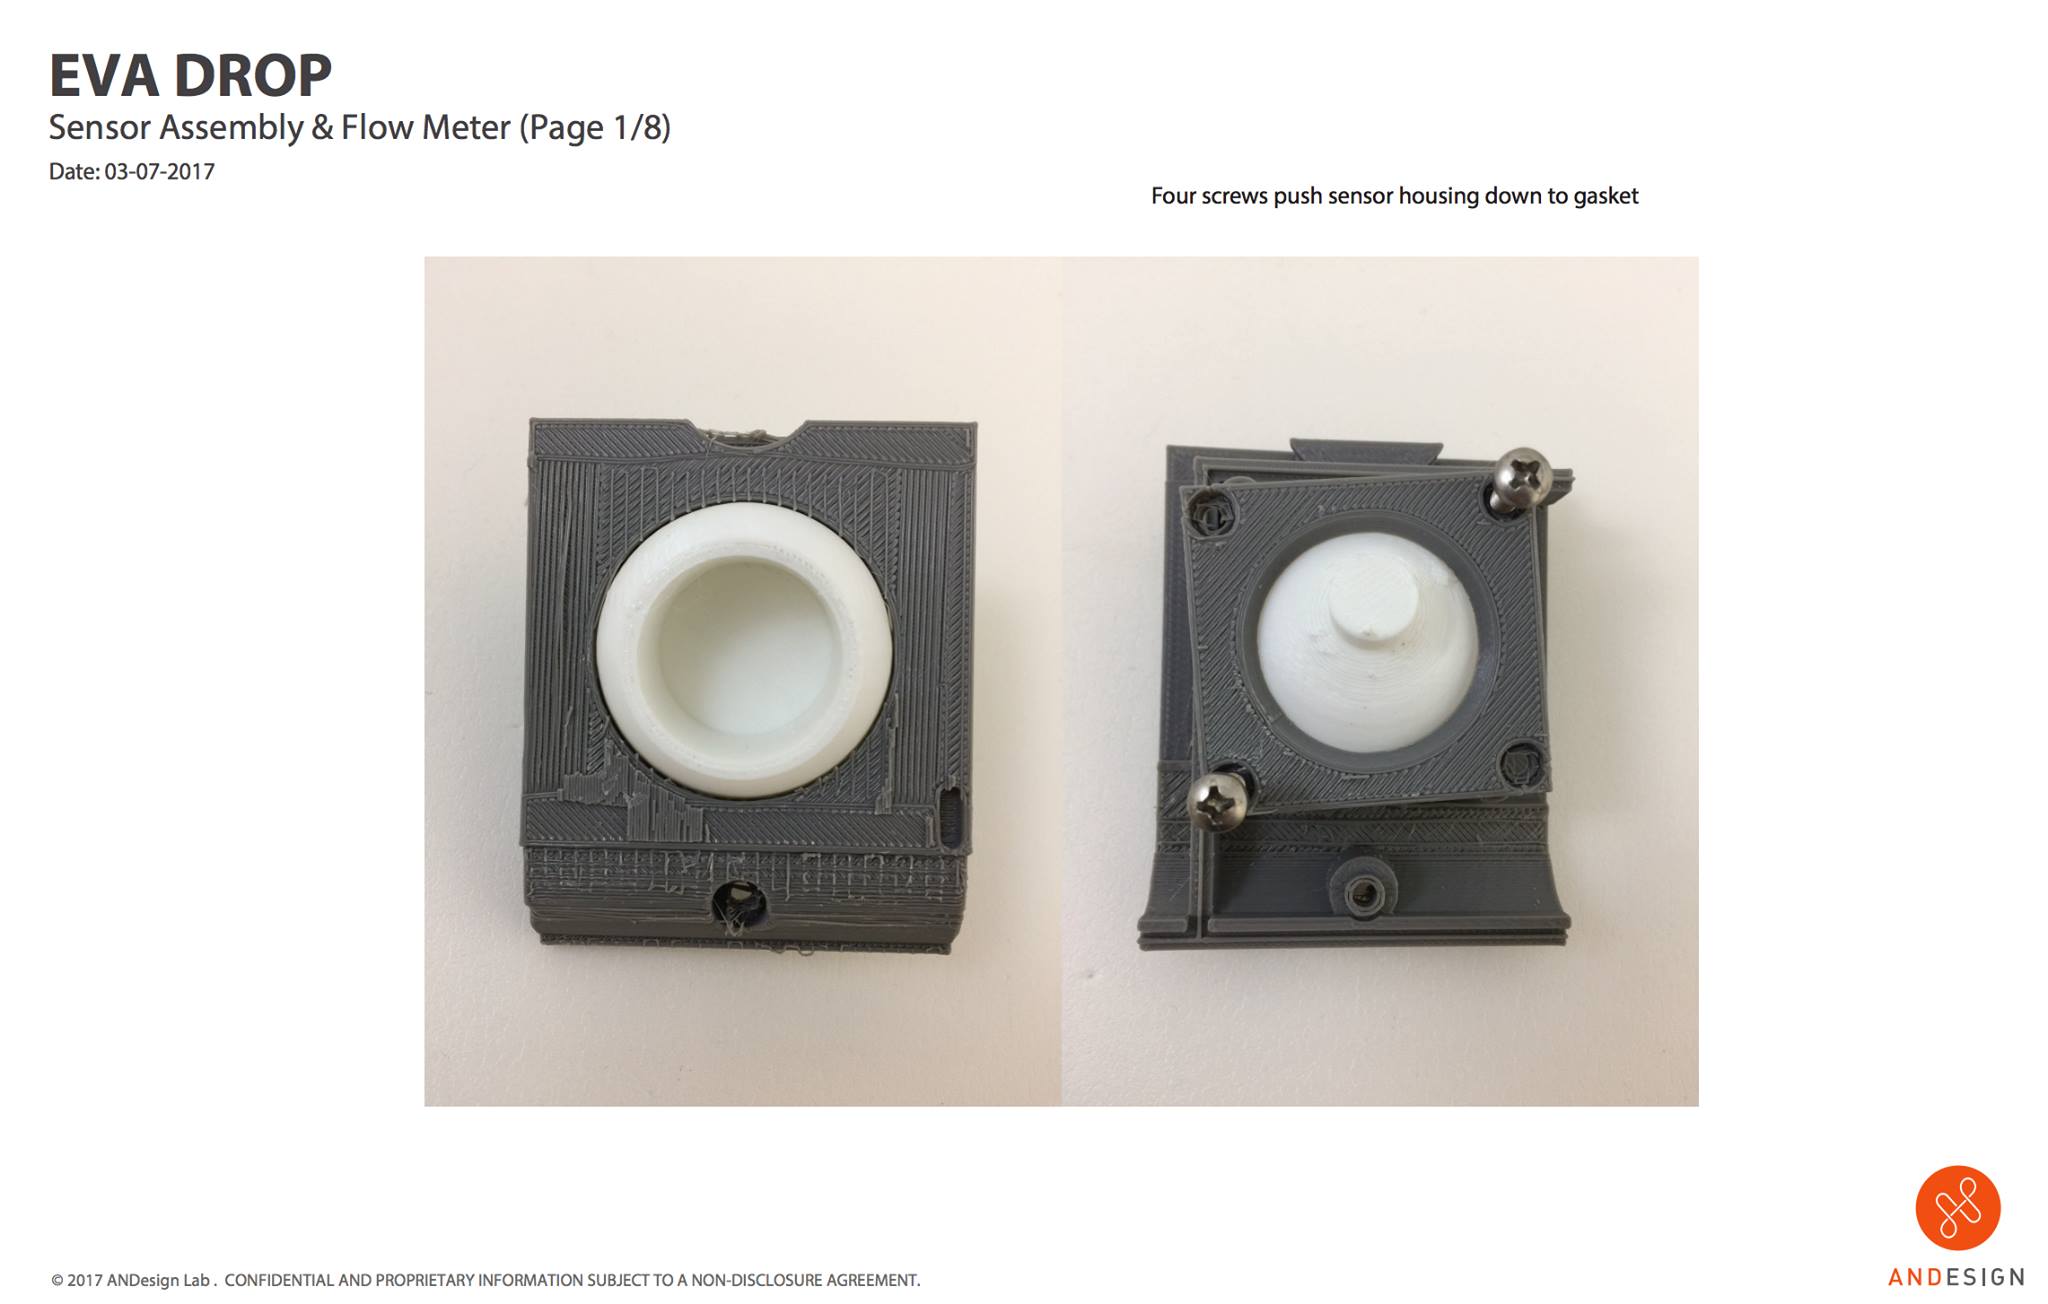 EVA DROP
Sensor Assembly & Flow Meter (Page 1/8)
Date: 03-07-2017
Four screws push sensor housing down to gasket
© 2017 ANDesign Lab . CONFIDENTIAL AND PROPRIETARY INFORMATION SUBJECT TO A NON-DISCLOSURE AGREEMENT.
ANDESIGN